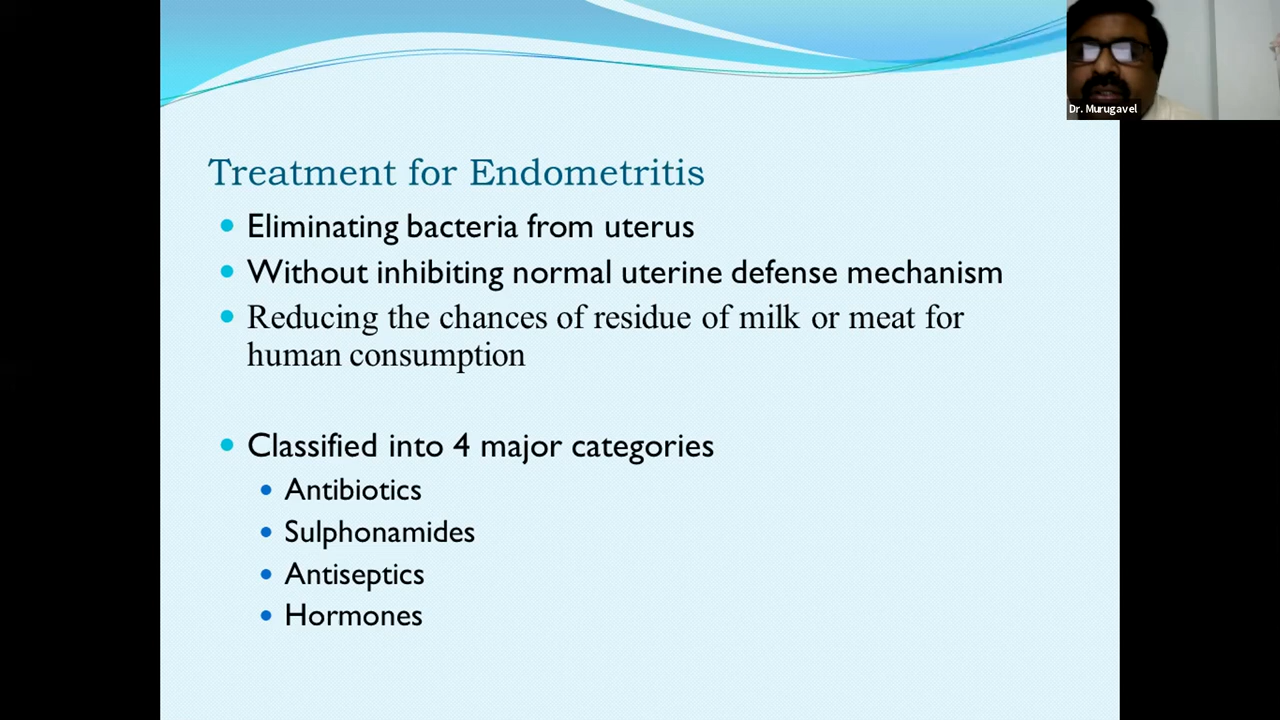 Dr. Murugavel
Treatment for Endometritis
Eliminating bacteria from uterus
Without inhibiting normal uterine defense mechanism
Reducing the chances of residue of milk or meat for
human consumption
Classified into 4 major categories
Antibiotics
Sulphonamides
Antiseptics
Hormones